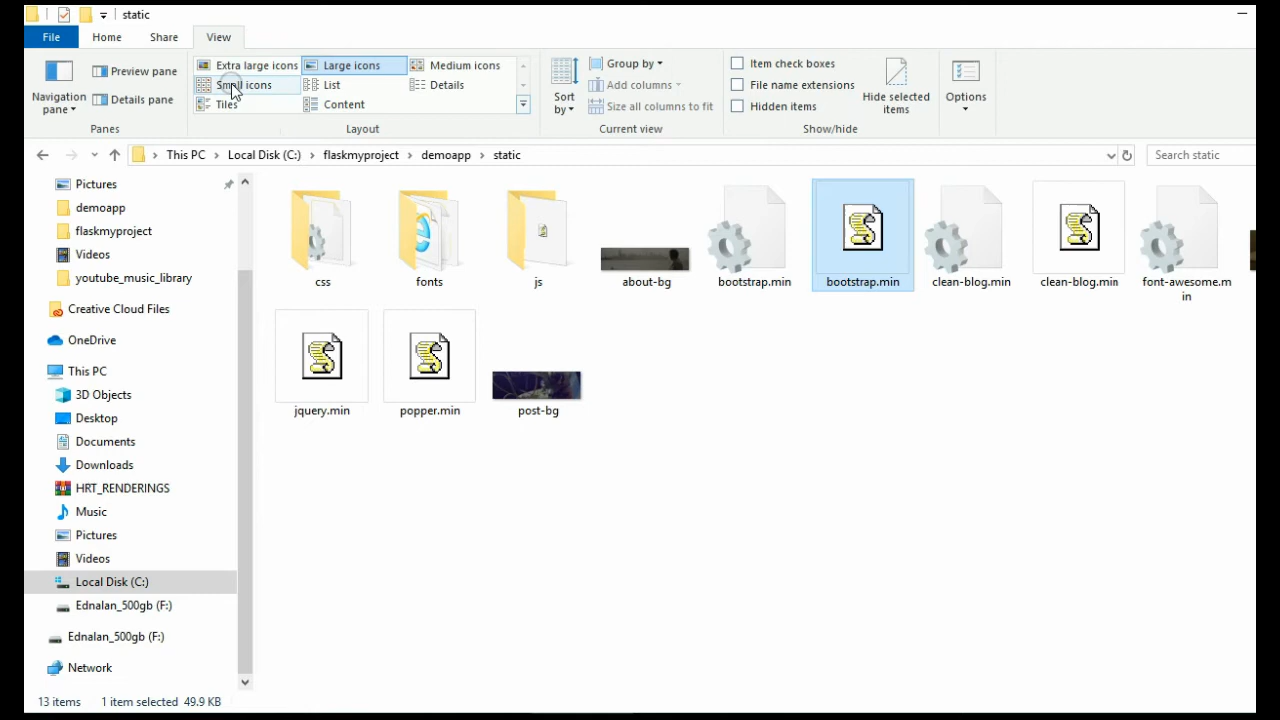 static
File Home Share View
Extra large icons Large icons Medium icons
Small icons List Details
Tiles Content
Navigation pane
Preview pane
Details pane
Panes
Layout
Sort by
Group by
Add columns
Size all columns to fit
Current view
Item check boxes
File name extensions
Hidden items
Hide selected items
Show/hide
Options
This PC > Local Disk (C:) > flaskmyproject > demoapp > static
Search static
Pictures
demoapp
flaskmyproject
Videos
youtube_music_library
Creative Cloud Files
OneDrive
This PC
3D Objects
Desktop
Documents
Downloads
HRT_RENDERINGS
Music
Pictures
Videos
Local Disk (C:)
Ednalan_500gb (F:)
Ednalan_500gb (F:)
Network
css fonts js about-bg bootstrap.min bootstrap.min clean-blog.min clean-blog.min font-awesome.m
in
jquery.min popper.min post-bg
13 items 1 item selected 49.9 KB